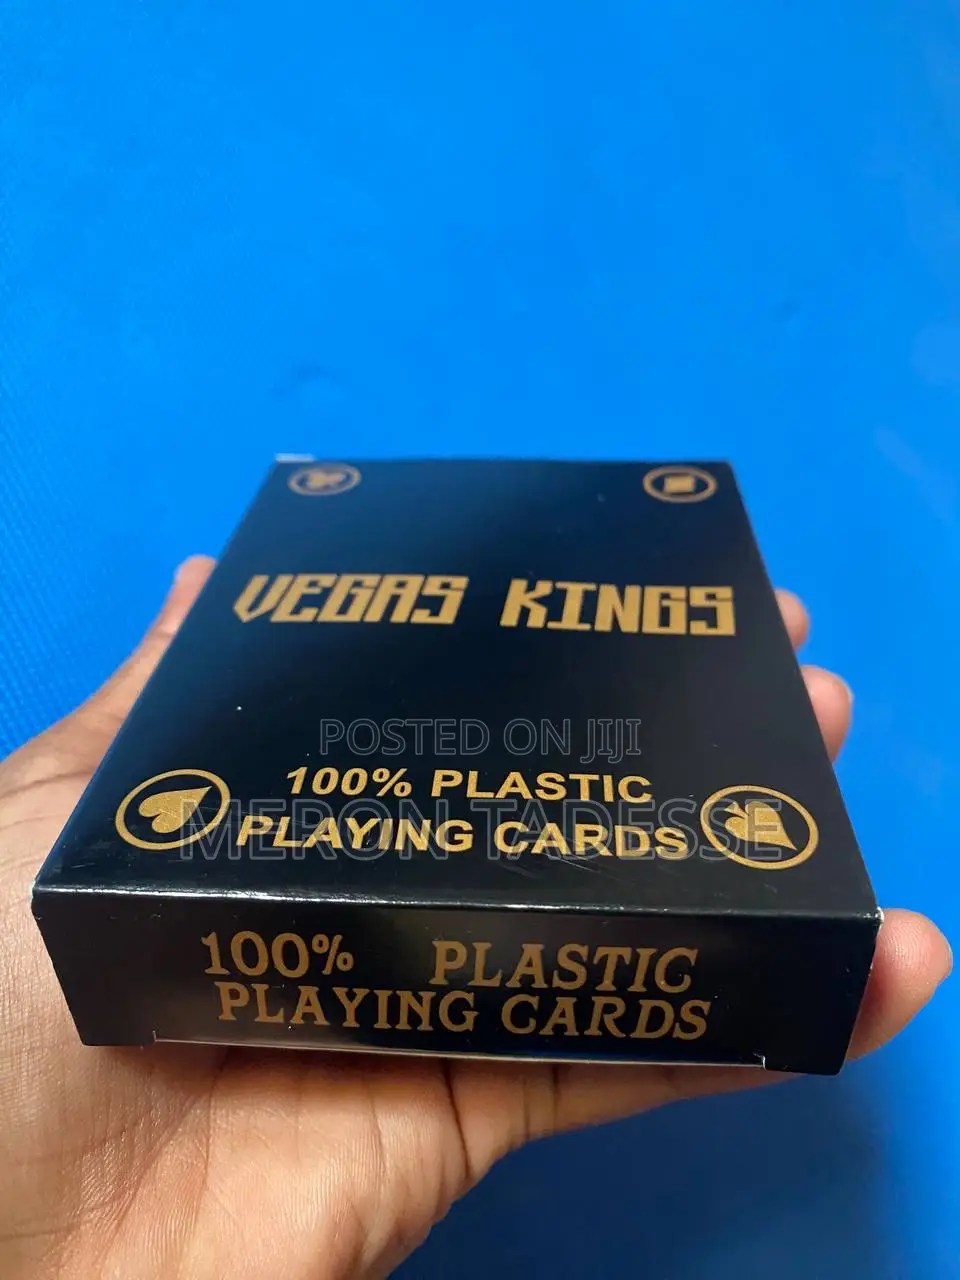 VEGAS KINGS
POSTED ON JIJI
100% PLASTIC
PLAYING CARDS
MERON TADESSE
100% PLASTIC
PLAYING CARDS